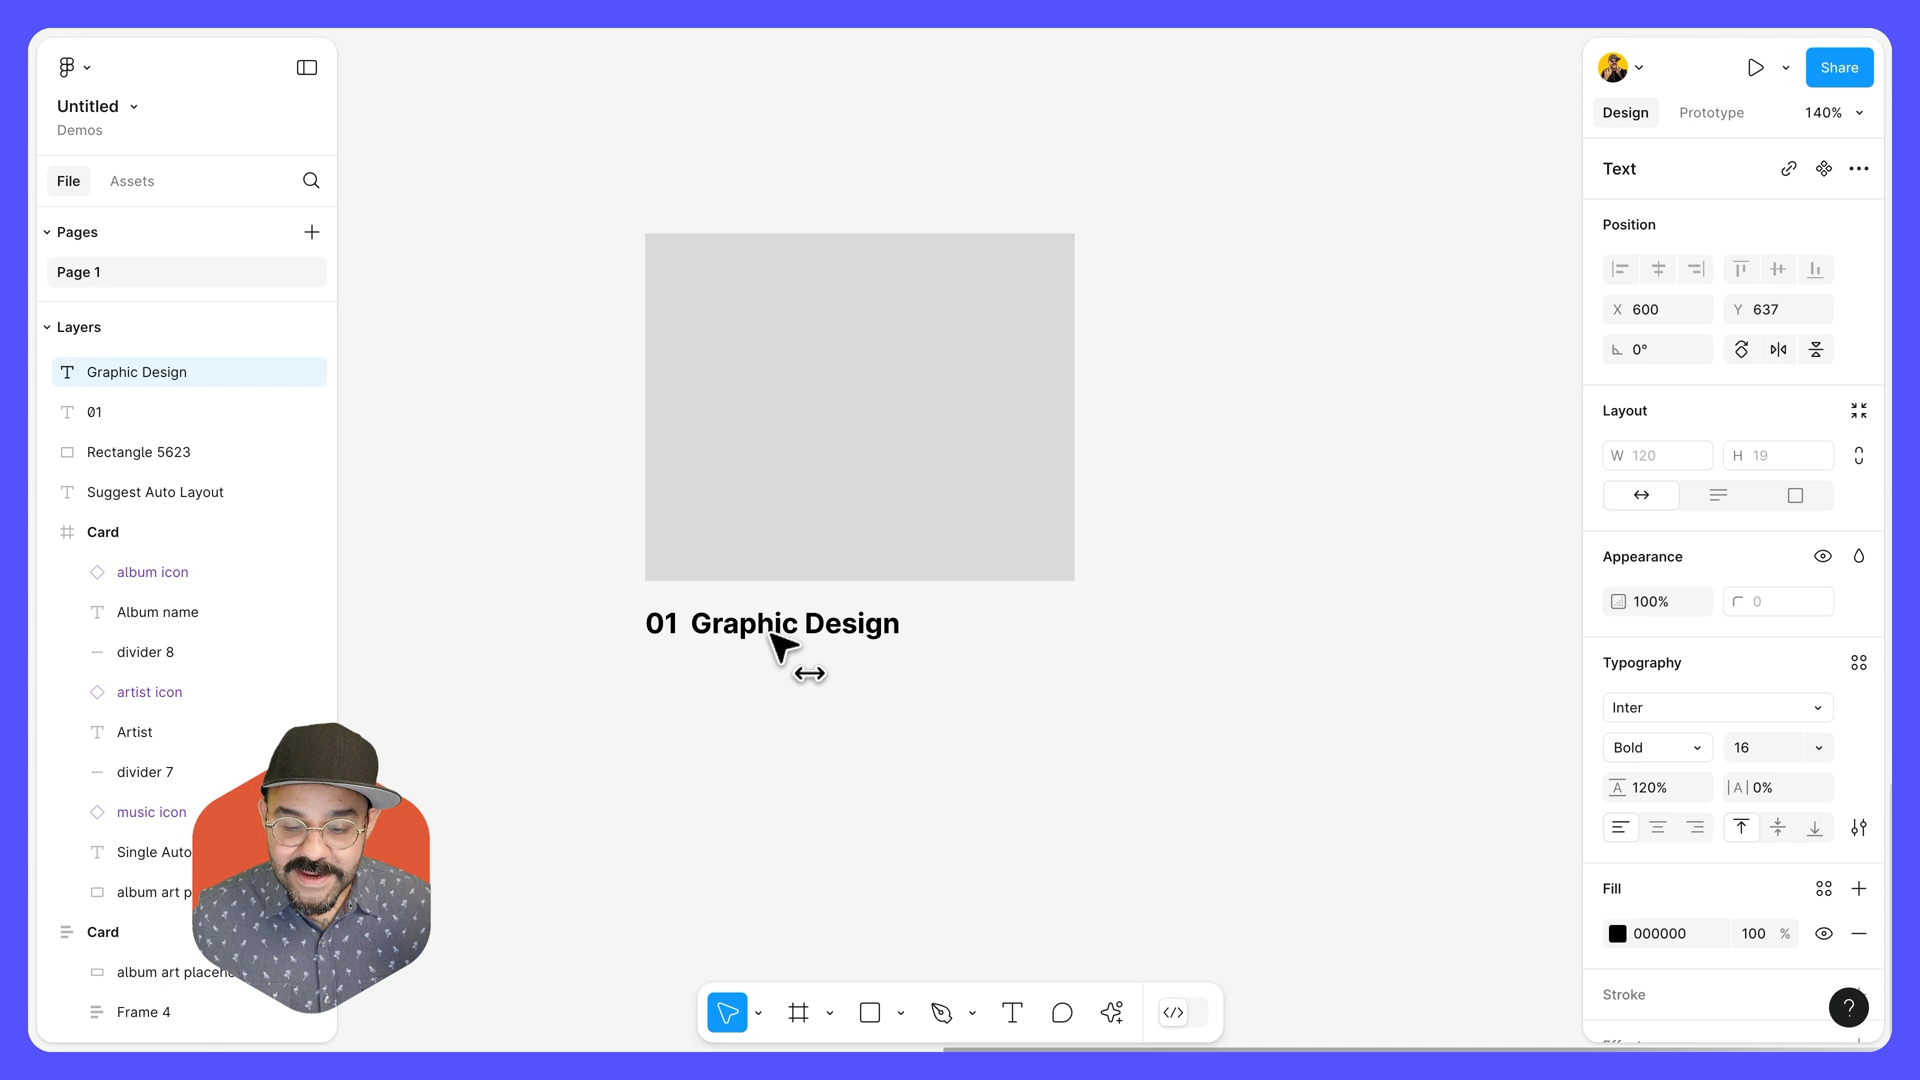 Untitled
Demos
File
Assets
Pages
Page 1
Layers
Graphic Design
01
Rectangle 5623
Suggest Auto Layout
Card
album icon
Album name
divider 8
artist icon
Artist
divider 7
music icon
Single Auto
album art p
Card
album art place
Frame 4
01 Graphic Design
Share
Design
Prototype
140%
Text
Position
X 600
Y 637
0°
Layout
W 120
H 19
Appearance
100%
0
Typography
Inter
Bold
16
A 120%
|A| 0%
Fill
000000
100 %
Stroke
?